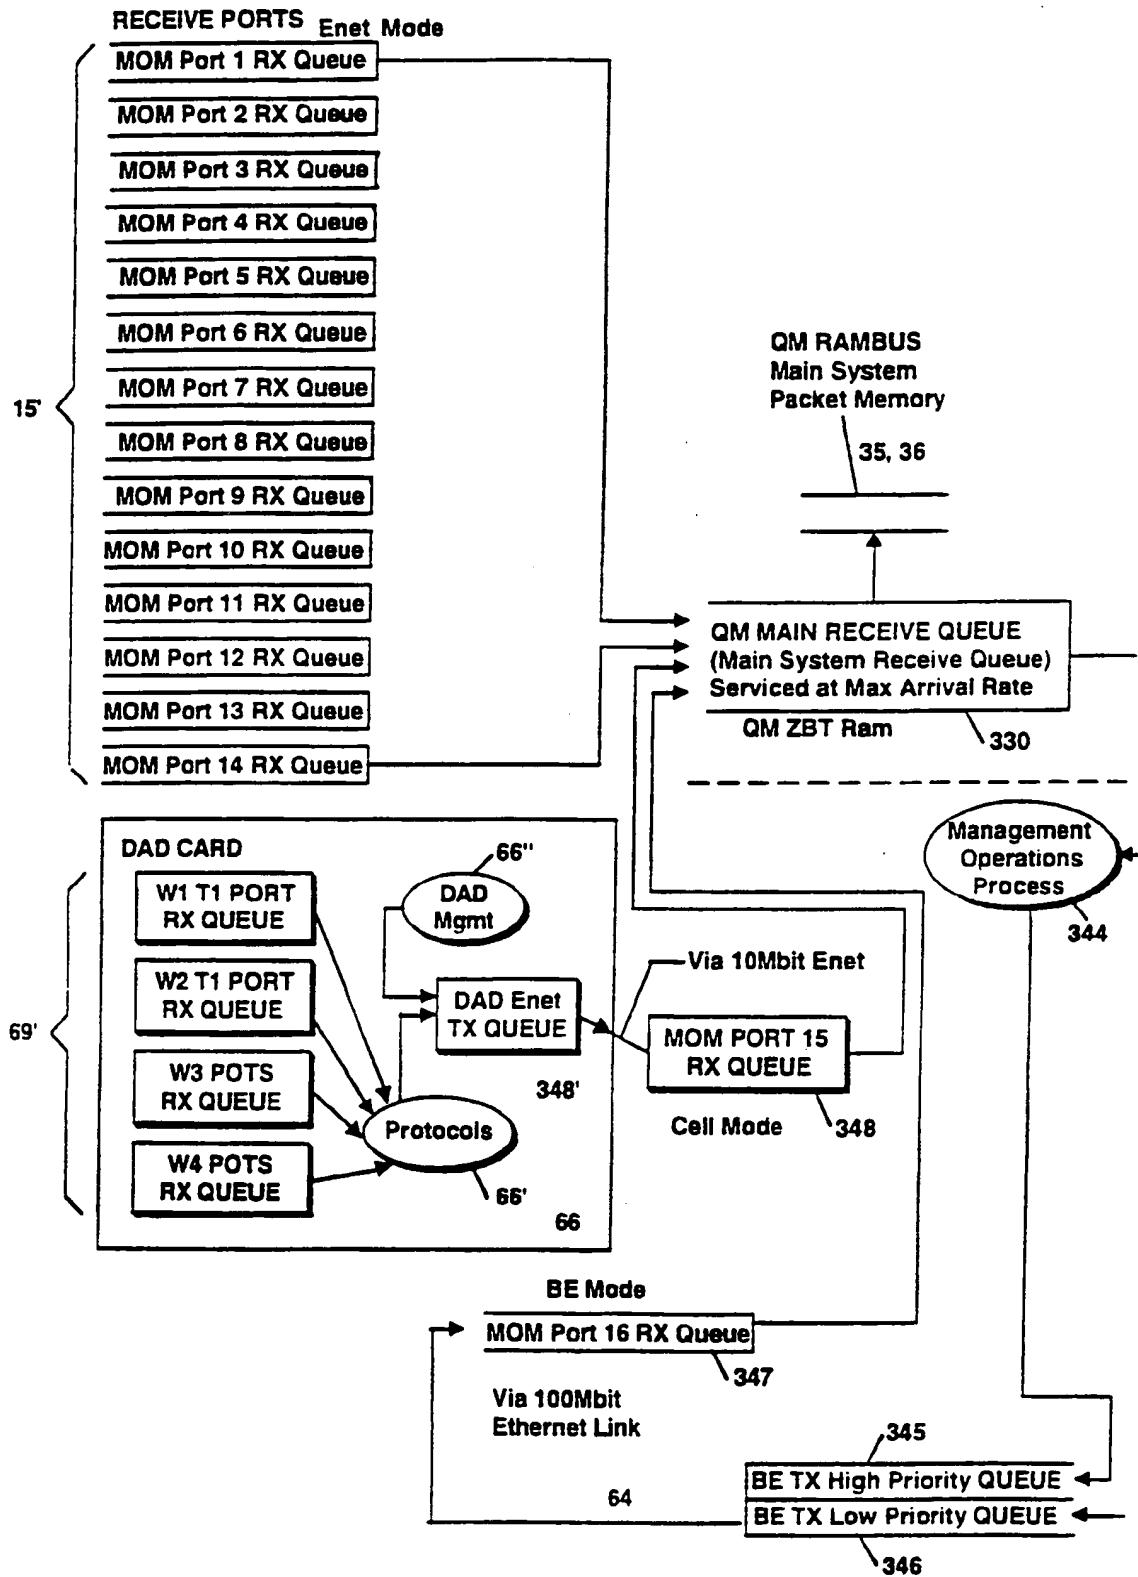 RECEIVE PORTS
Enet Mode
MOM Port 1 RX Queue
MOM Port 2 RX Queue
MOM Port 3 RX Queue
MOM Port 4 RX Queue
MOM Port 5 RX Queue
MOM Port 6 RX Queue
MOM Port 7 RX Queue
MOM Port 8 RX Queue
MOM Port 9 RX Queue
MOM Port 10 RX Queue
MOM Port 11 RX Queue
MOM Port 12 RX Queue
MOM Port 13 RX Queue
MOM Port 14 RX Queue
15'
QM RAMBUS
Main System
Packet Memory
35, 36
QM MAIN RECEIVE QUEUE
(Main System Receive Queue)
Serviced at Max Arrival Rate
QM ZBT Ram
330
Management
Operations
Process
344
DAD CARD
66"
W1 T1 PORT
RX QUEUE
DAD
Mgmt
W2 T1 PORT
RX QUEUE
DAD Enet
TX QUEUE
Via 10Mbit Enet
69'
MOM PORT 15
RX QUEUE
W3 POTS
RX QUEUE
348'
Protocols
Cell Mode
348
W4 POTS
RX QUEUE
66'
66
BE Mode
MOM Port 16 RX Queue
347
Via 100Mbit
Ethernet Link
345
BE TX High Priority QUEUE
64
BE TX Low Priority QUEUE
346